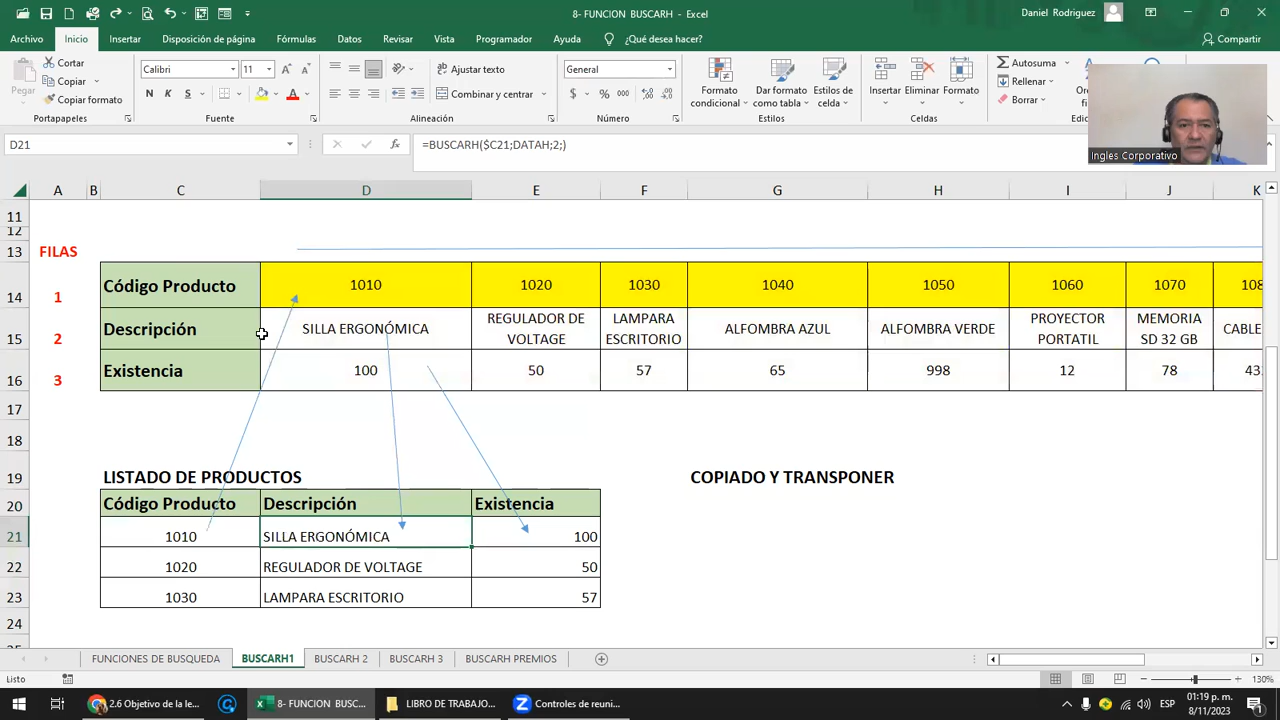 8- FUNCION BUSCARH - Excel
Daniel Rodriguez
Archivo Inicio Insertar Disposición de página Fórmulas Datos Revisar Vista Programador Ayuda ¿Qué desea hacer? Compartir
Pegar
Cortar
Copiar
Copiar formato
Portapapeles
Calibri 11
N K S
Fuente
Ajustar texto
Combinar y centrar
Alineación
General
$ % 000
Número
Formato condicional
Dar formato como tabla
Estilos de celda
Estilos
Insertar Eliminar Formato
Celdas
Autosuma
Rellenar
Borrar
Ingles Corporativo
D21 fx =BUSCARH($C21;DATAH;2;)
A B C D E F G H I J K
11
12
13 FILAS
14 1 Código Producto 1010 1020 1030 1040 1050 1060 1070 108
15 2 Descripción SILLA ERGONÓMICA REGULADOR DE VOLTAGE LAMPARA ESCRITORIO ALFOMBRA AZUL ALFOMBRA VERDE PROYECTOR PORTATIL MEMORIA SD 32 GB CABLE
16 3 Existencia 100 50 57 65 998 12 78 43
17
18
19 LISTADO DE PRODUCTOS COPIADO Y TRANSPONER
20 Código Producto Descripción Existencia
21 1010 SILLA ERGONÓMICA 100
22 1020 REGULADOR DE VOLTAGE 50
23 1030 LAMPARA ESCRITORIO 57
24
FUNCIONES DE BUSQUEDA BUSCARH1 BUSCARH 2 BUSCARH 3 BUSCARH PREMIOS
Listo 130%
2.6 Objetivo de la le... 8- FUNCION BUSC... LIBRO DE TRABAJO... Controles de reuni... ESP 01:19 p. m.
8/11/2023